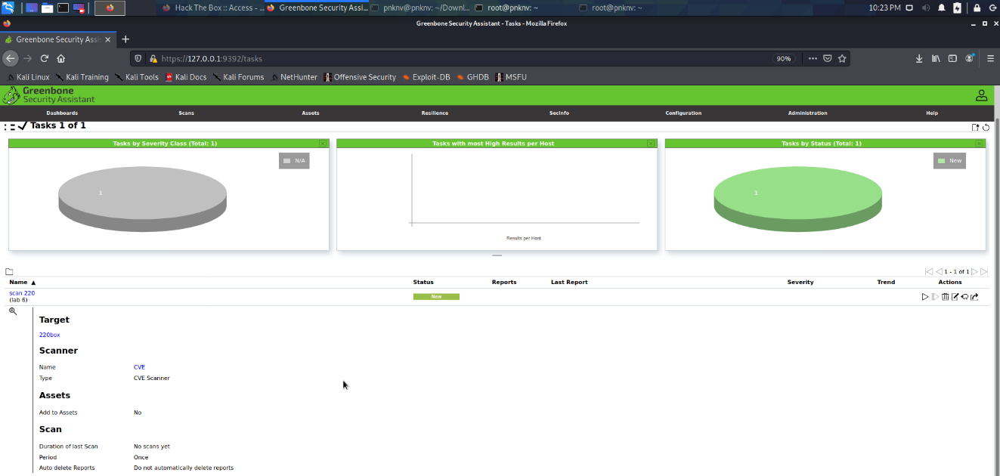 Hack The Box :: Access - ...
Greenbone Security Assi...
pnknv@pnknv: ~/Downl...
root@pnknv: ~
root@pnknv: ~
10:23 PM
Greenbone Security Assistant - Tasks - Mozilla Firefox
Greenbone Security Assi
https://127.0.0.1:9392/tasks
90%
Kali Linux
Kali Training
Kali Tools
Kali Docs
Kali Forums
NetHunter
Offensive Security
Exploit-DB
GHDB
MSFU
Greenbone
Security Assistant
Dashboards
Scans
Assets
Resilience
SecInfo
Configuration
Administration
Help
Tasks 1 of 1
Tasks by Severity Class (Total: 1)
N/A
1
Tasks with most High Results per Host
Results per Host
Tasks by Status (Total: 1)
New
1
1 - 1 of 1
Name ▲
Status
Reports
Last Report
Severity
Trend
Actions
scan 220
(lab 6)
New
Target
220box
Scanner
Name CVE
Type CVE Scanner
Assets
Add to Assets No
Scan
Duration of last Scan No scans yet
Period Once
Auto delete Reports Do not automatically delete reports